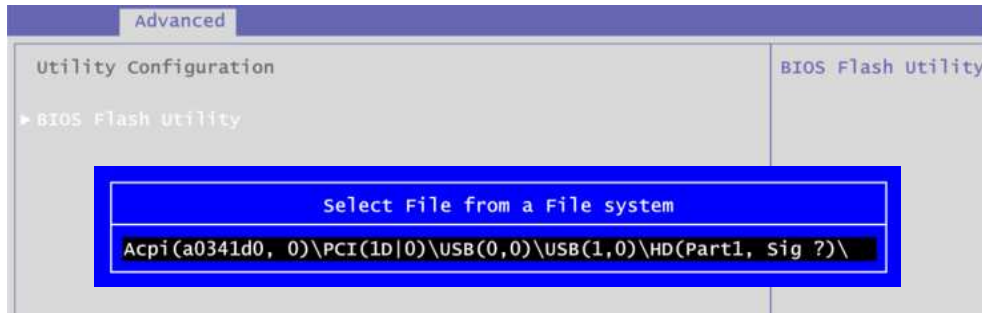 Advanced
Utility Configuration
BIOS Flash Utility
►BIOS Flash Utility
Select File from a File system
Acpi(a0341d0, 0)\PCI(1D|0)\USB(0,0)\USB(1,0)\HD(Part1, Sig ?)\